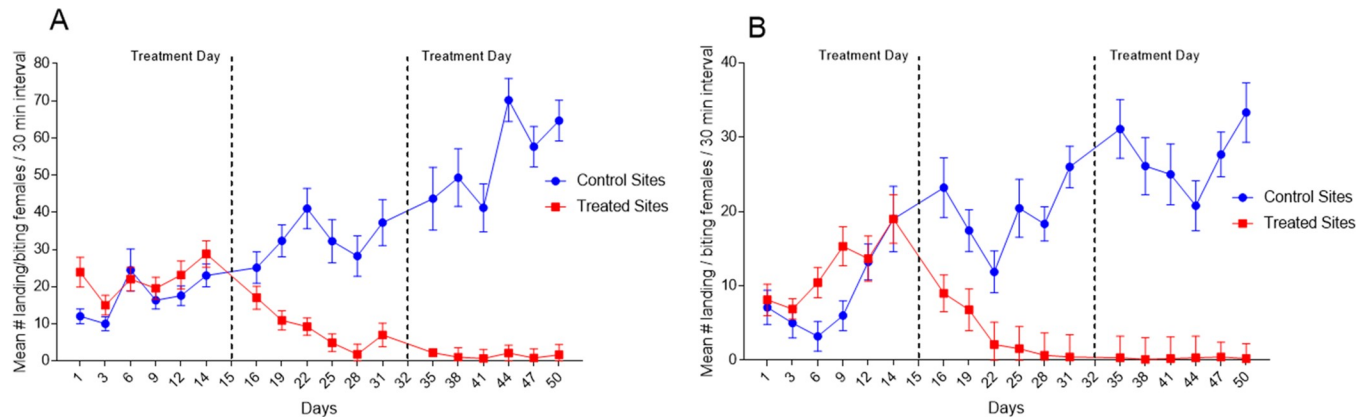 A
Treatment Day
Treatment Day
Mean # landing/biting females / 30 min interval
80
70
60
50
40
30
20
10
0
Control Sites
Treated Sites
1 3 6 9 12 14 15 16 19 22 25 28 31 32 35 38 41 44 47 50
Days
B
Treatment Day
Treatment Day
Mean # landing / biting females / 30 min interval
40
30
20
10
0
Control Sites
Treated Sites
1 3 6 9 12 14 15 16 19 22 25 28 31 32 35 38 41 44 47 50
Days